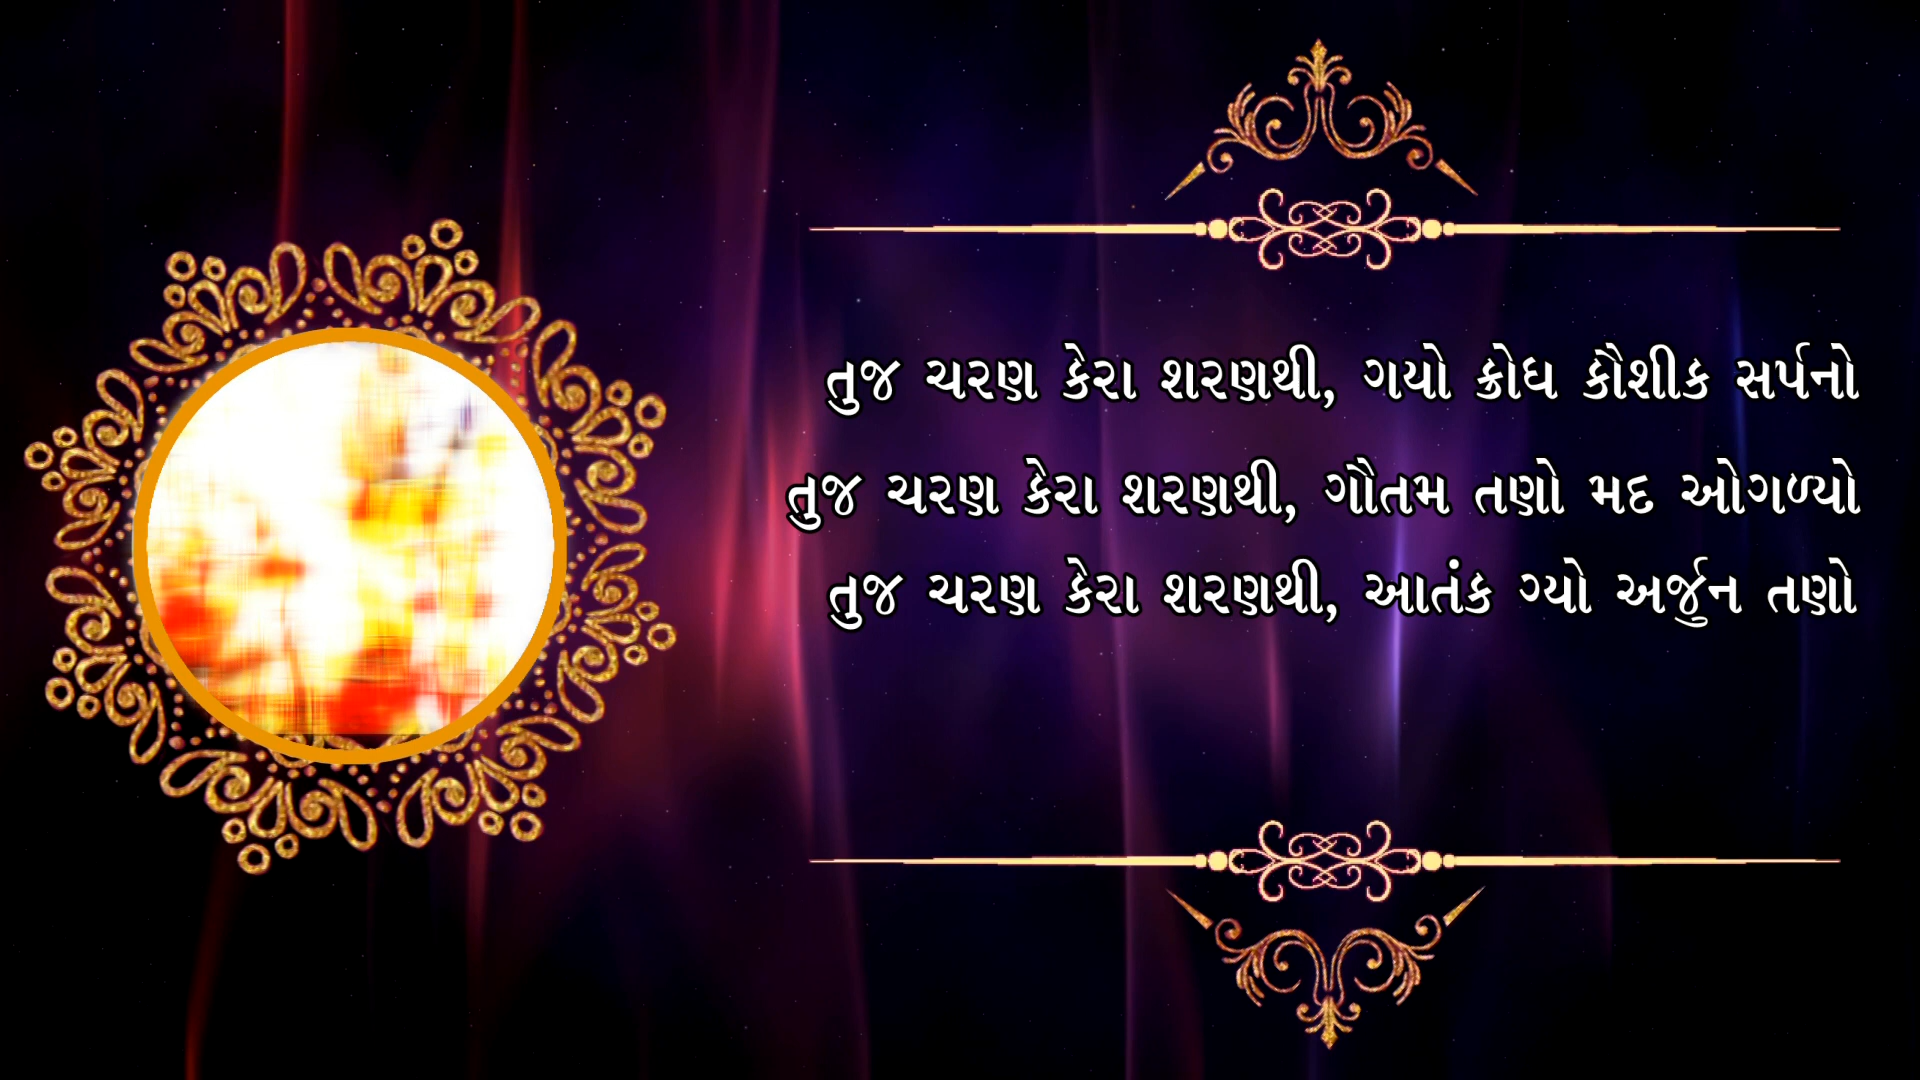 તુજ ચરણ કેરા શરણથી, ગયો ક્રોધ કૌશીક સર્પનો
તુજ ચરણ કેરા શરણથી, ગૌતમ તણો મદ ઓગળ્યો
તુજ ચરણ કેરા શરણથી, આતંક ગ્યો અર્જુન તણો